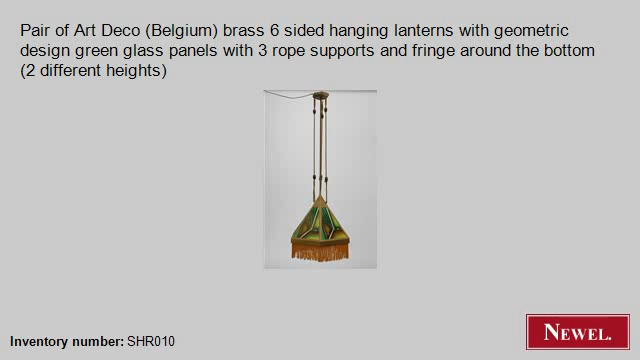 Pair of Art Deco (Belgium) brass 6 sided hanging lanterns with geometric
design green glass panels with 3 rope supports and fringe around the bottom
(2 different heights)
Inventory number: SHR010
NEWEL.